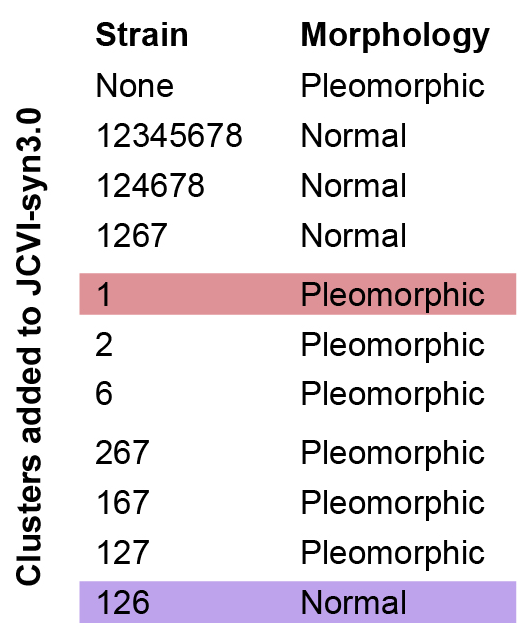 Clusters added to JCVI-syn3.0
Strain Morphology
None Pleomorphic
12345678 Normal
124678 Normal
1267 Normal
1 Pleomorphic
2 Pleomorphic
6 Pleomorphic
267 Pleomorphic
167 Pleomorphic
127 Pleomorphic
126 Normal